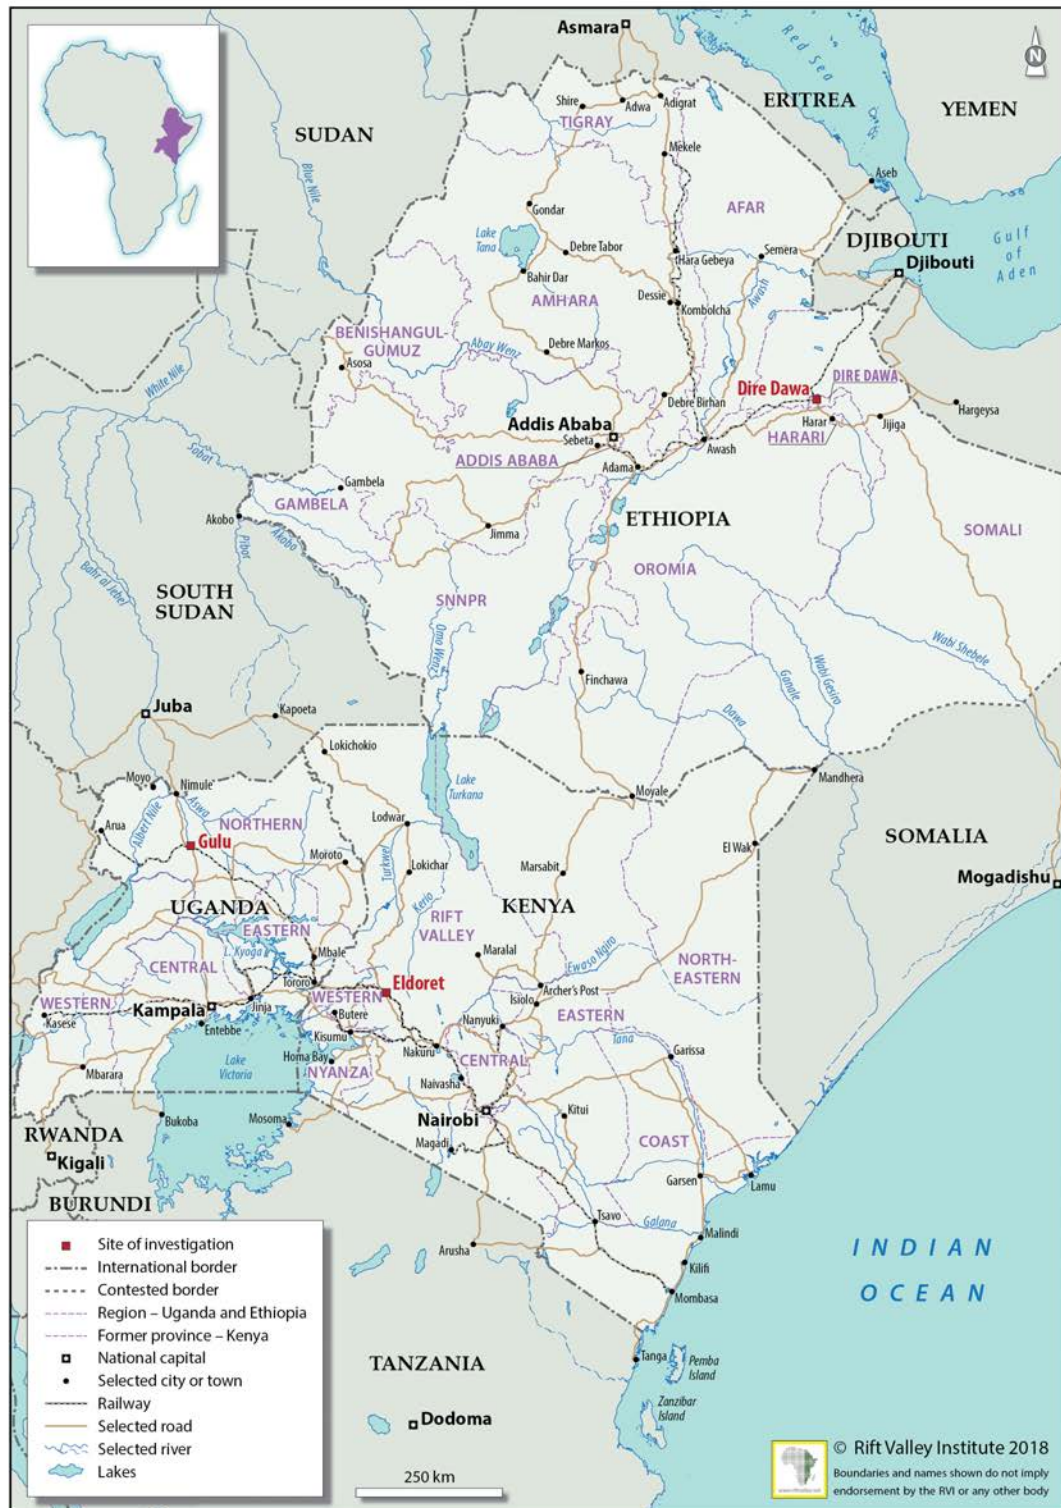 Asmara
N
Red Sea
ERITREA
YEMEN
SUDAN
Shire
Adwa
Adigrat
TIGRAY
Blue Nile
Mekele
Aseb
AFAR
Gondar
Lake
Tana
Debre Tabor
Hara Gebeya
Semera
DJIBOUTI
Djibouti
Gulf
of
Aden
Bahir Dar
AMHARA
Dessie
Kombolcha
Awash
BENISHANGUL-
GUMUZ
Abay Wenz
Debre Markos
Asosa
White Nile
Dire Dawa
DIRE DAWA
Debre Birhan
Hargeysa
Addis Ababa
Sebeta
Harar
Jijiga
HARARI
Awash
ADDIS ABABA
Adama
Sobat
Gambela
GAMBELA
Akobo
Akobo
Pibor
Jimma
ETHIOPIA
SOMALI
Bahr al Jebel
OROMIA
SOUTH
SUDAN
SNNPR
Omo Wenz
Wabi Shebele
Wabi Gesiro
Ganale
Finchawa
Dawa
Juba
Kapoeta
Lokichokio
Mandhera
Moyo
Nimule
Lake
Turkana
Moyale
Aswa
Albert Nile
Arua
NORTHERN
Lodwar
Gulu
SOMALIA
El Wak
Moroto
Turkwel
Lokichar
Marsabit
Mogadishu
Kerio
UGANDA
KENYA
RIFT
VALLEY
EASTERN
L. Kyoga
Mbale
Maralal
Ewaso Ngiro
NORTH-
EASTERN
CENTRAL
Tororo
Eldoret
Archer's Post
WESTERN
WESTERN
Isiolo
Kampala
Jinja
Butere
EASTERN
Kasese
Entebbe
Kisumu
Nanyuki
Tana
Nakuru
Garissa
Homa Bay
CENTRAL
Lake
Victoria
NYANZA
Mbarara
Naivasha
Nairobi
Kitui
Bukoba
Mosoma
RWANDA
Magadi
COAST
Kigali
Garsen
Lamu
BURUNDI
Tsavo
Galana
Malindi
Arusha
Kilifi
INDIAN
OCEAN
Mombasa
Tanga
Pemba
Island
TANZANIA
Zanzibar
Island
Dodoma
Site of investigation
International border
Contested border
Region – Uganda and Ethiopia
Former province – Kenya
National capital
Selected city or town
Railway
Selected road
Selected river
Lakes
250 km
© Rift Valley Institute 2018
Boundaries and names shown do not imply
endorsement by the RVI or any other body